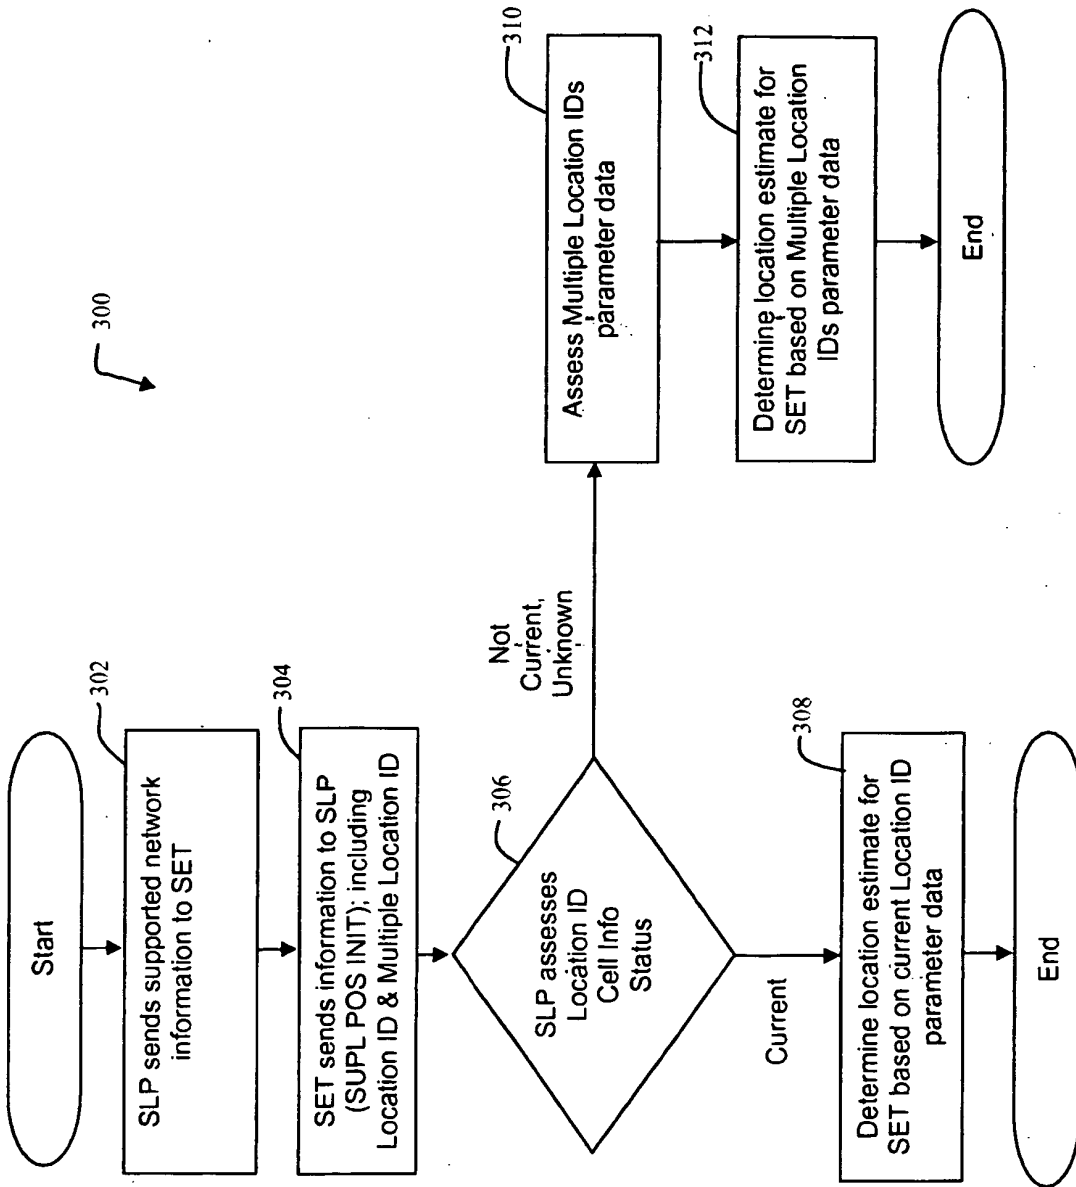 300
Start
302
SLP sends supported network
information to SET
304
SET sends information to SLP
(SUPL POS INIT); including
Location ID & Multiple Location ID
306
SLP assesses
Location ID
Cell Info
Status
Current
308
Determine location estimate for
SET based on current Location ID
parameter data
End
Not
Current,
Unknown
310
Assess Multiple Location IDs
parameter data
312
Determine location estimate for
SET based on Multiple Location
IDs parameter data
End